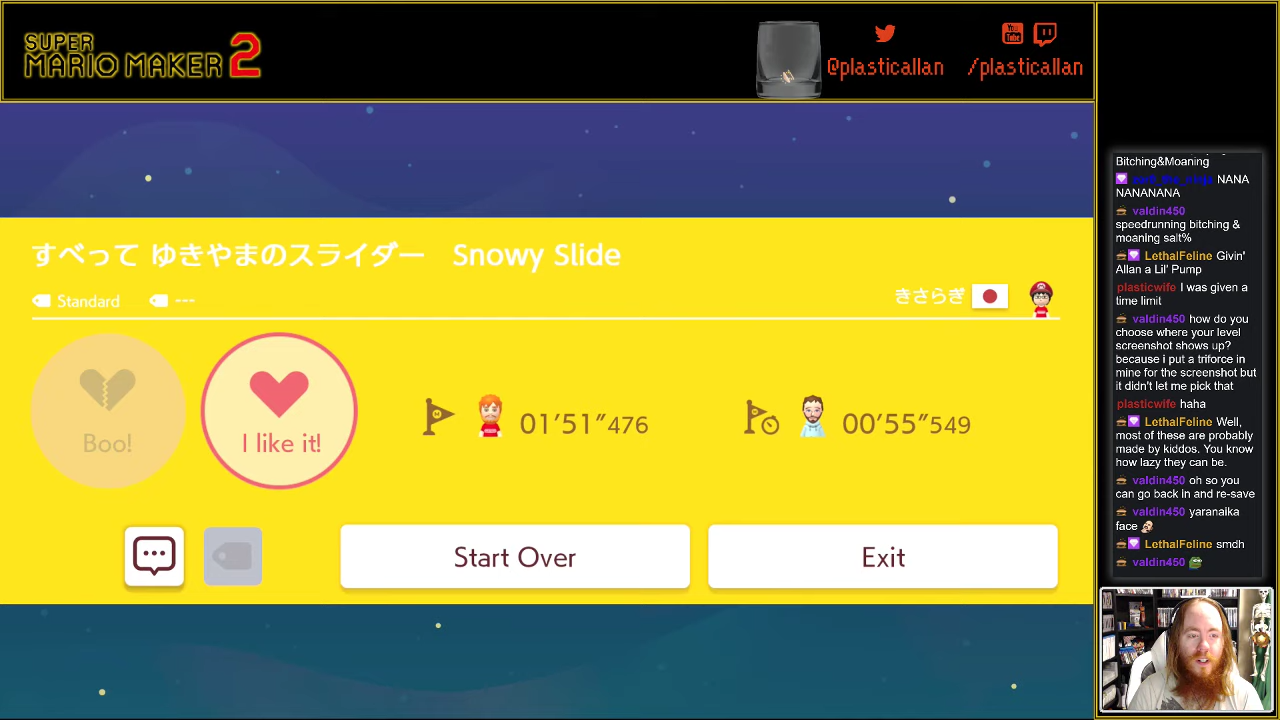 SUPER
MARIO MAKER 2
@plasticallan
You Tube
/plasticallan
すべって ゆきやまのスライダー Snowy Slide
Standard
---
きさらぎ
Boo!
I like it!
M
01'51"476
00'55"549
Start Over
Exit
Bitching&Moaning
NANA
NANANANA
valdin450
speedrunning bitching &
moaning salt%
LethalFeline Givin'
Allan a Lil' Pump
plasticwife I was given a
time limit
valdin450 how do you
choose where your level
screenshot shows up?
because i put a triforce in
mine for the screenshot but
it didn't let me pick that
plasticwife haha
LethalFeline Well,
most of these are probably
made by kiddos. You know
how lazy they can be.
valdin450 oh so you
can go back In and re-save
valdin450 yaranaika
face
LethalFeline smdh
valdin450